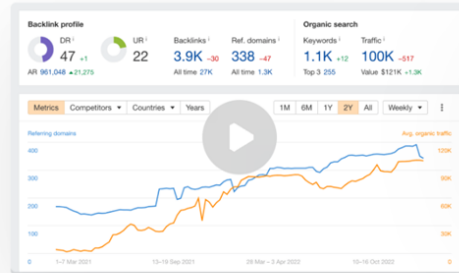 Backlink profile
Organic search
DR UR Backlinks Ref. domains Keywords Traffic
47 +1 22 3.9K -30 338 -47 1.1K +12 100K -517
AR 961,048 ▲21,275 All time 27K All time 1.3K Top 3 255 Value $121K +1.3K
Metrics Competitors Countries Years 1M 6M 1Y 2Y All Weekly
Referring domains Avg. organic traffic
400 120K
300 90K
200 60K
100 30K
0 1–7 Mar 2021 13–19 Sep 2021 28 Mar – 3 Apr 2022 10–16 Oct 2022 0